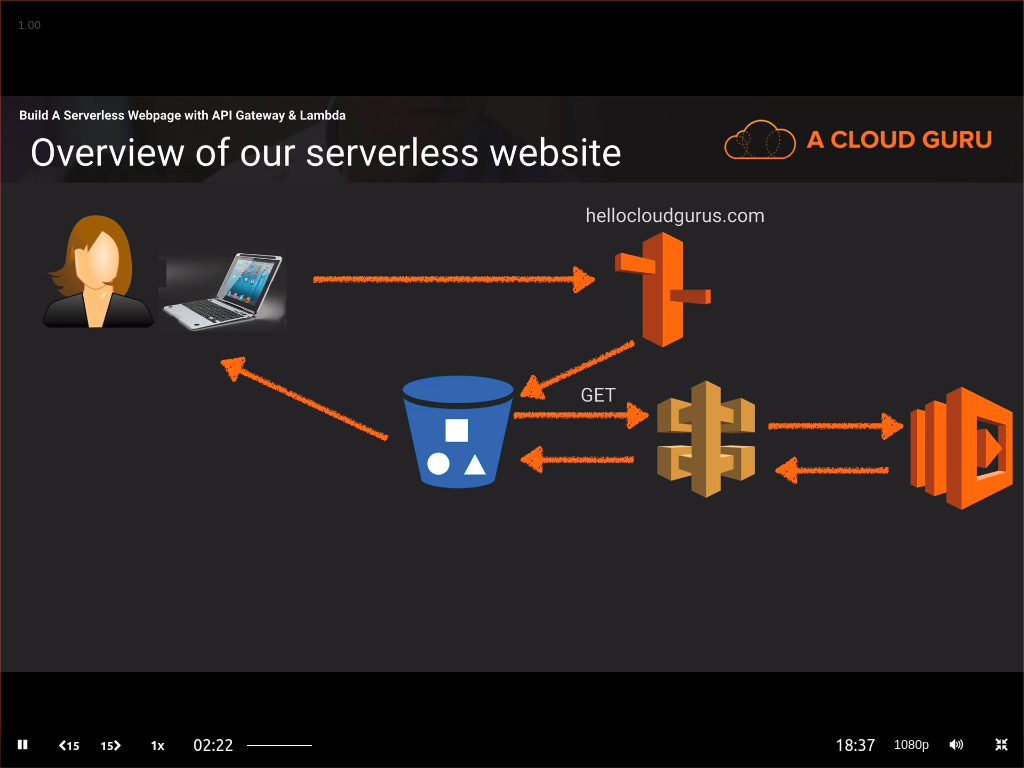 1.00
Build A Serverless Webpage with API Gateway & Lambda
Overview of our serverless website
A CLOUD GURU
hellocloudgurus.com
GET
15
15
1x
02:22
18:37
1080p